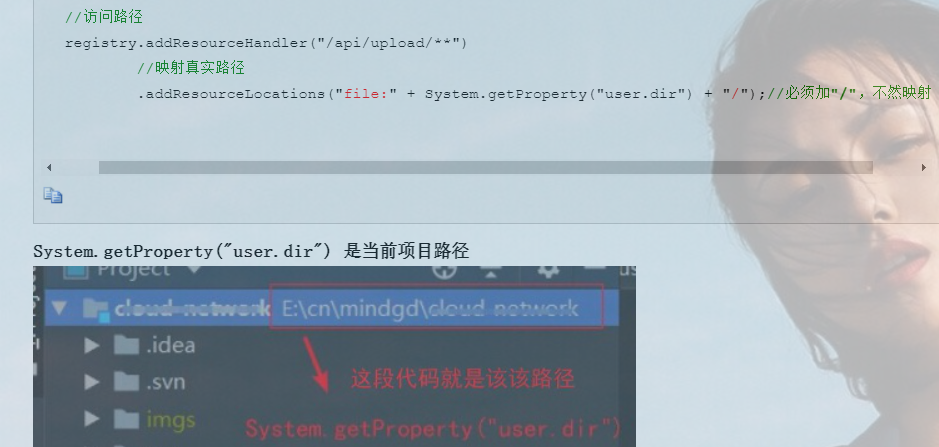 //访问路径
registry.addResourceHandler("/api/upload/**")
//映射真实路径
.addResourceLocations("file:" + System.getProperty("user.dir") + "/");//必须加"/"，不然映射
System.getProperty("user.dir") 是当前项目路径
Project
cloud-network E:\cn\mindgd\cloud-network
.idea
.svn
imgs
这段代码就是该该路径
System.getProperty("user.dir")